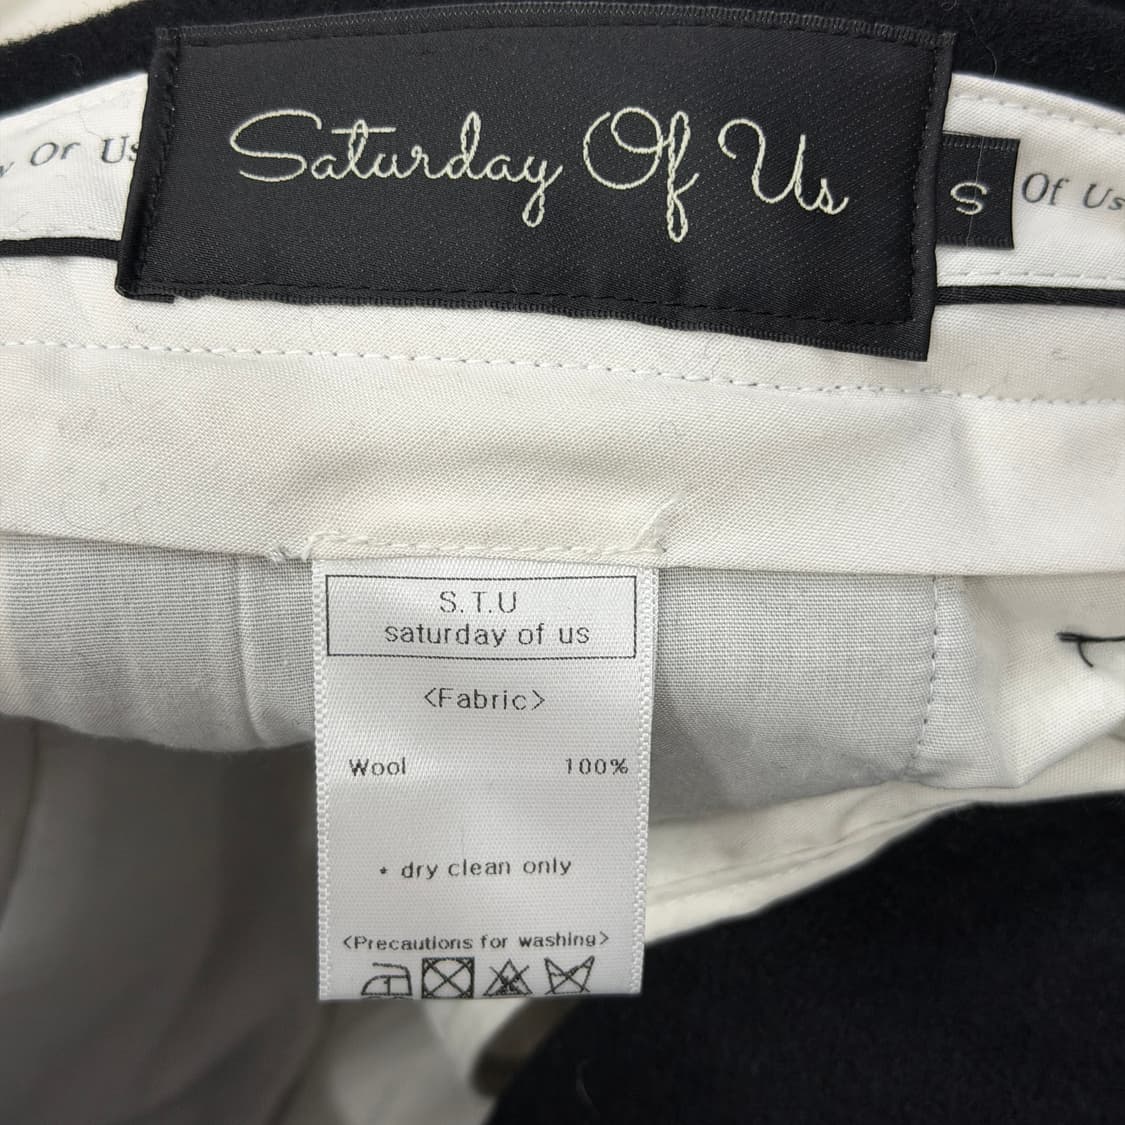 Saturday Of Us
Or Us
S
Of Us
S.T.U
saturday of us
<Fabric>
Wool 100%
* dry clean only
<Precautions for washing>